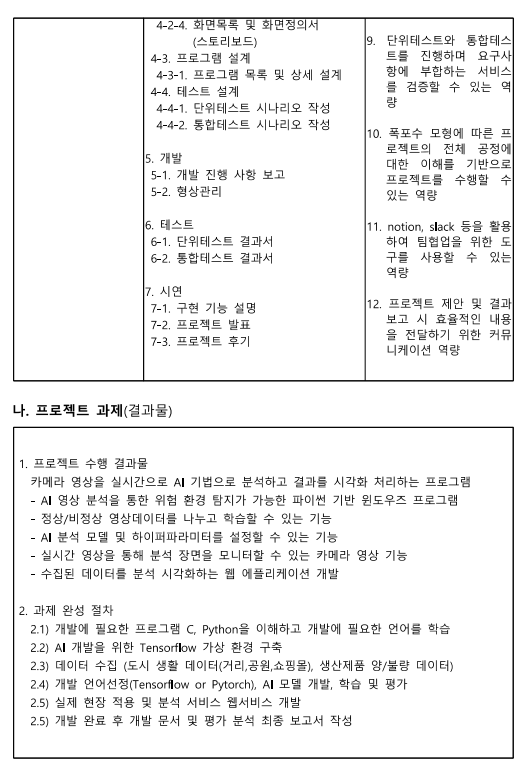 4-2-4. 화면목록 및 화면정의서
(스토리보드)
4-3. 프로그램 설계
4-3-1. 프로그램 목록 및 상세 설계
4-4. 테스트 설계
4-4-1. 단위테스트 시나리오 작성
4-4-2. 통합테스트 시나리오 작성
5. 개발
5-1. 개발 진행 사항 보고
5-2. 형상관리
6. 테스트
6-1. 단위테스트 결과서
6-2. 통합테스트 결과서
7. 시연
7-1. 구현 기능 설명
7-2. 프로젝트 발표
7-3. 프로젝트 후기
9. 단위테스트와 통합테스
트를 진행하며 요구사
항에 부합하는 서비스
를 검증할 수 있는 역
량
10. 폭포수 모형에 따른 프
로젝트의 전체 공정에
대한 이해를 기반으로
프로젝트를 수행할 수
있는 역량
11. notion, slack 등을 활용
하여 팀협업을 위한 도
구를 사용할 수 있는
역량
12. 프로젝트 제안 및 결과
보고 시 효율적인 내용
을 전달하기 위한 커뮤
니케이션 역량
나. 프로젝트 과제(결과물)
1. 프로젝트 수행 결과물
카메라 영상을 실시간으로 AI 기법으로 분석하고 결과를 시각화 처리하는 프로그램
- AI 영상 분석을 통한 위험 환경 탐지가 가능한 파이썬 기반 윈도우즈 프로그램
- 정상/비정상 영상데이터를 나누고 학습할 수 있는 기능
- AI 분석 모델 및 하이퍼파라미터를 설정할 수 있는 기능
- 실시간 영상을 통해 분석 장면을 모니터할 수 있는 카메라 영상 기능
- 수집된 데이터를 분석 시각화하는 웹 에플리케이션 개발
2. 과제 완성 절차
2.1) 개발에 필요한 프로그램 C, Python을 이해하고 개발에 필요한 언어를 학습
2.2) AI 개발을 위한 Tensorflow 가상 환경 구축
2.3) 데이터 수집 (도시 생활 데이터(거리,공원,쇼핑몰), 생산제품 양/불량 데이터)
2.4) 개발 언어선정(Tensorflow or Pytorch), AI 모델 개발, 학습 및 평가
2.5) 실제 현장 적용 및 분석 서비스 웹서비스 개발
2.5) 개발 완료 후 개발 문서 및 평가 분석 최종 보고서 작성